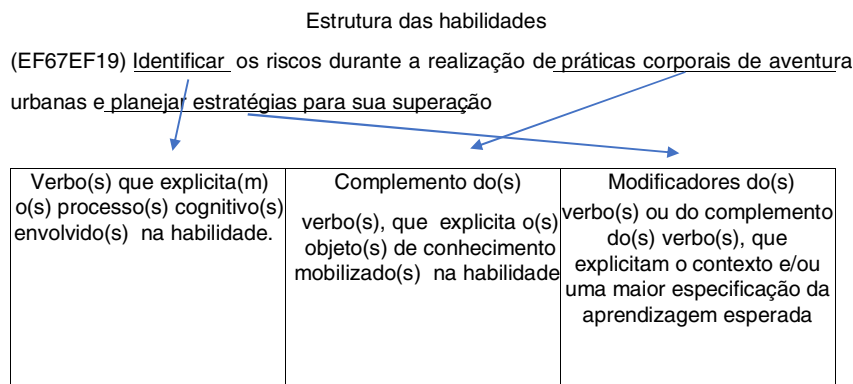 Estrutura das habilidades
(EF67EF19) Identificar os riscos durante a realização de práticas corporais de aventura
urbanas e planejar estratégias para sua superação
Verbo(s) que explicita(m)
o(s) processo(s) cognitivo(s)
envolvido(s) na habilidade.
Complemento do(s)
verbo(s), que explicita o(s)
objeto(s) de conhecimento
mobilizado(s) na habilidade
Modificadores do(s)
verbo(s) ou do complemento
do(s) verbo(s), que
explicitam o contexto e/ou
uma maior especificação da
aprendizagem esperada